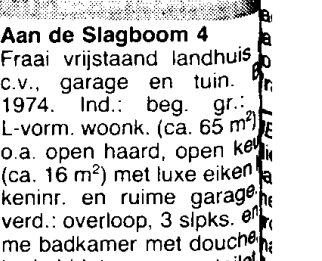 Aan de Slagboom 4
Fraai vrijstaand landhuis
c.v., garage en tuin.
1974. Ind.: beg. gr.:
L-vorm. woonk. (ca. 65 m²)
o.a. open haard, open keu
(ca. 16 m²) met luxe eiken
keninr. en ruime garage
verd.: overloop, 3 slpks. en
me badkamer met douche